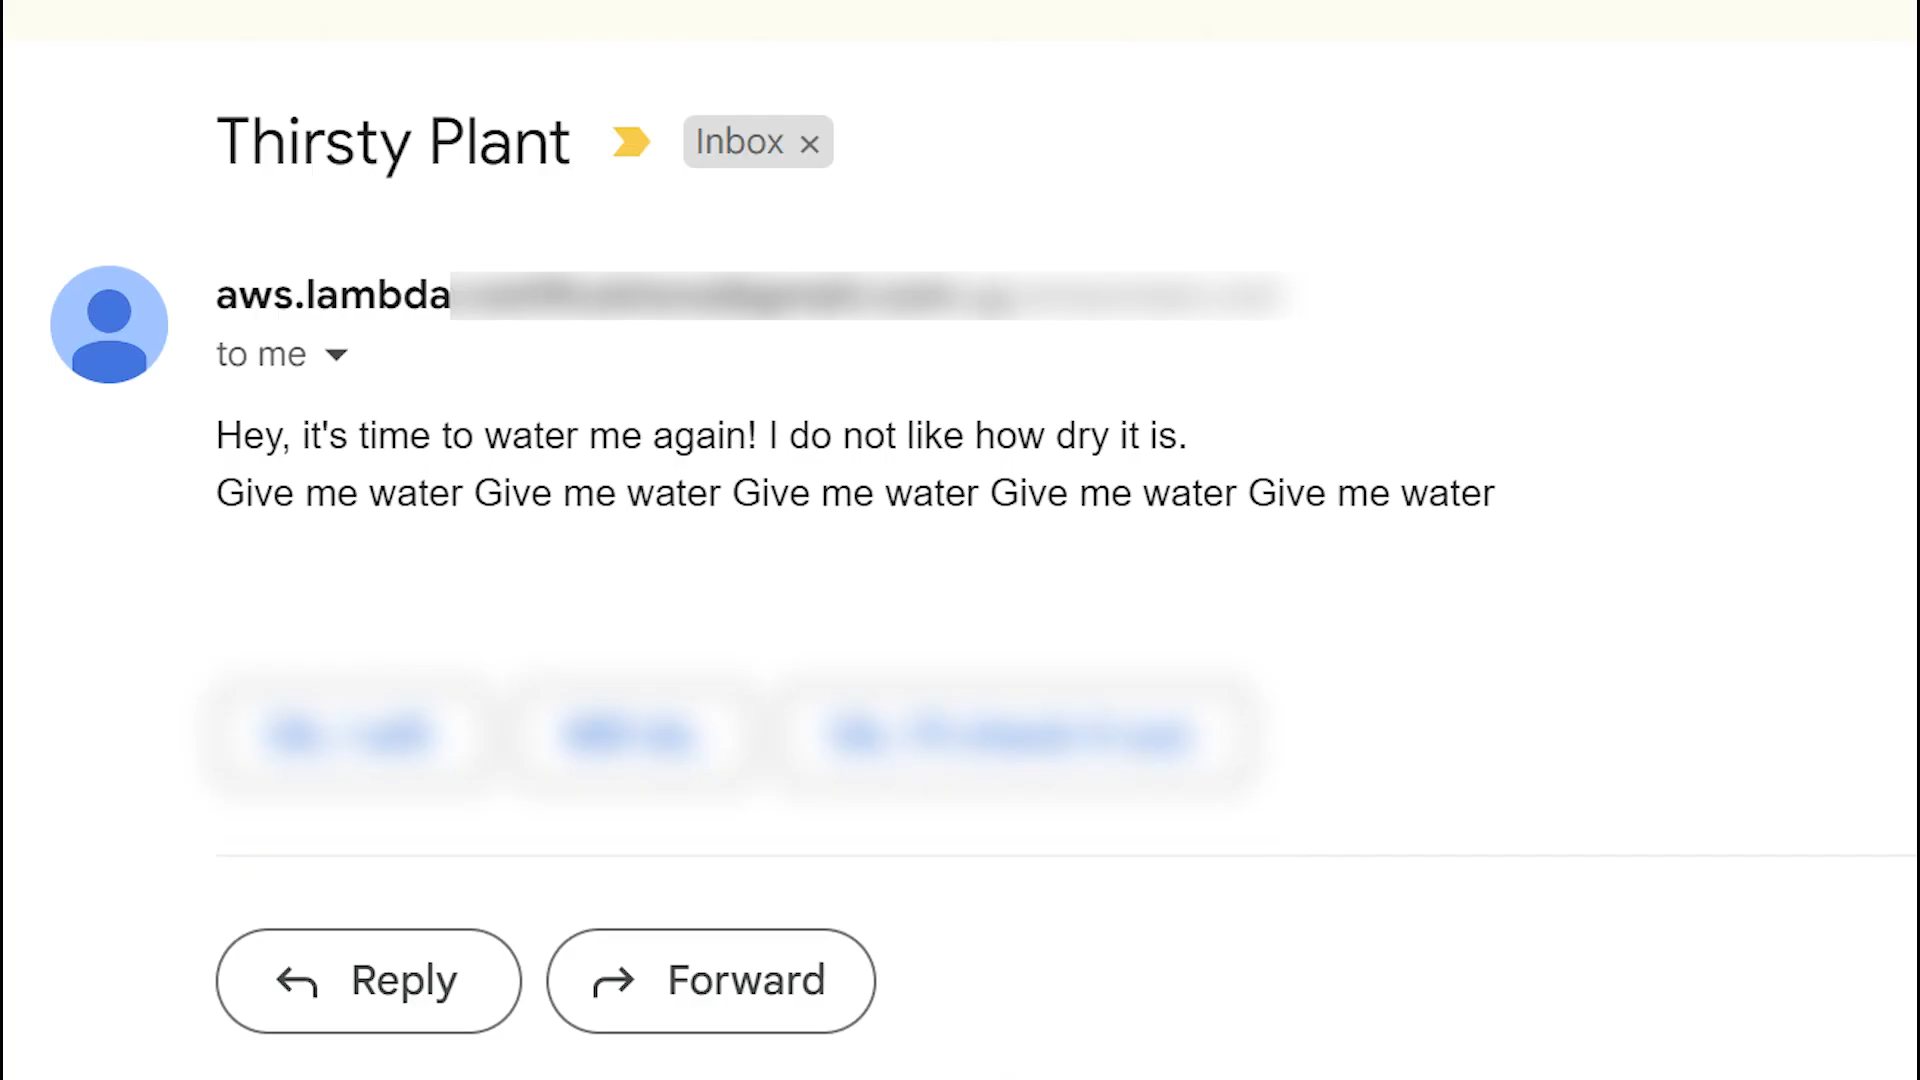 Thirsty Plant Inbox ×
aws.lambda
to me
Hey, it's time to water me again! I do not like how dry it is.
Give me water Give me water Give me water Give me water Give me water
Reply Forward